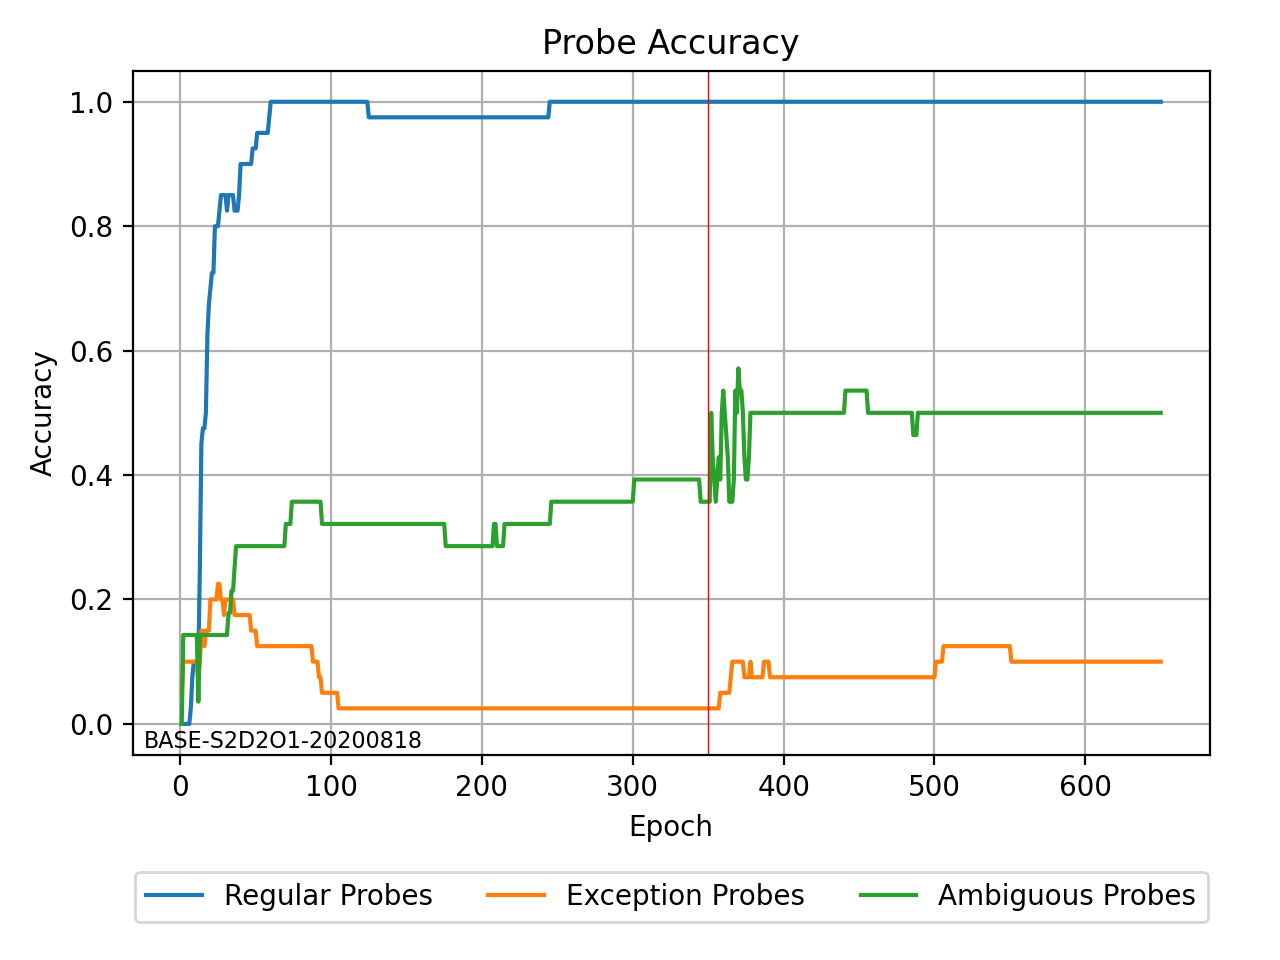 Probe Accuracy
1.0
0.8
0.6
0.4
0.2
0.0
Accuracy
BASE-S2D2O1-20200818
0 100 200 300 400 500 600
Epoch
Regular Probes Exception Probes Ambiguous Probes